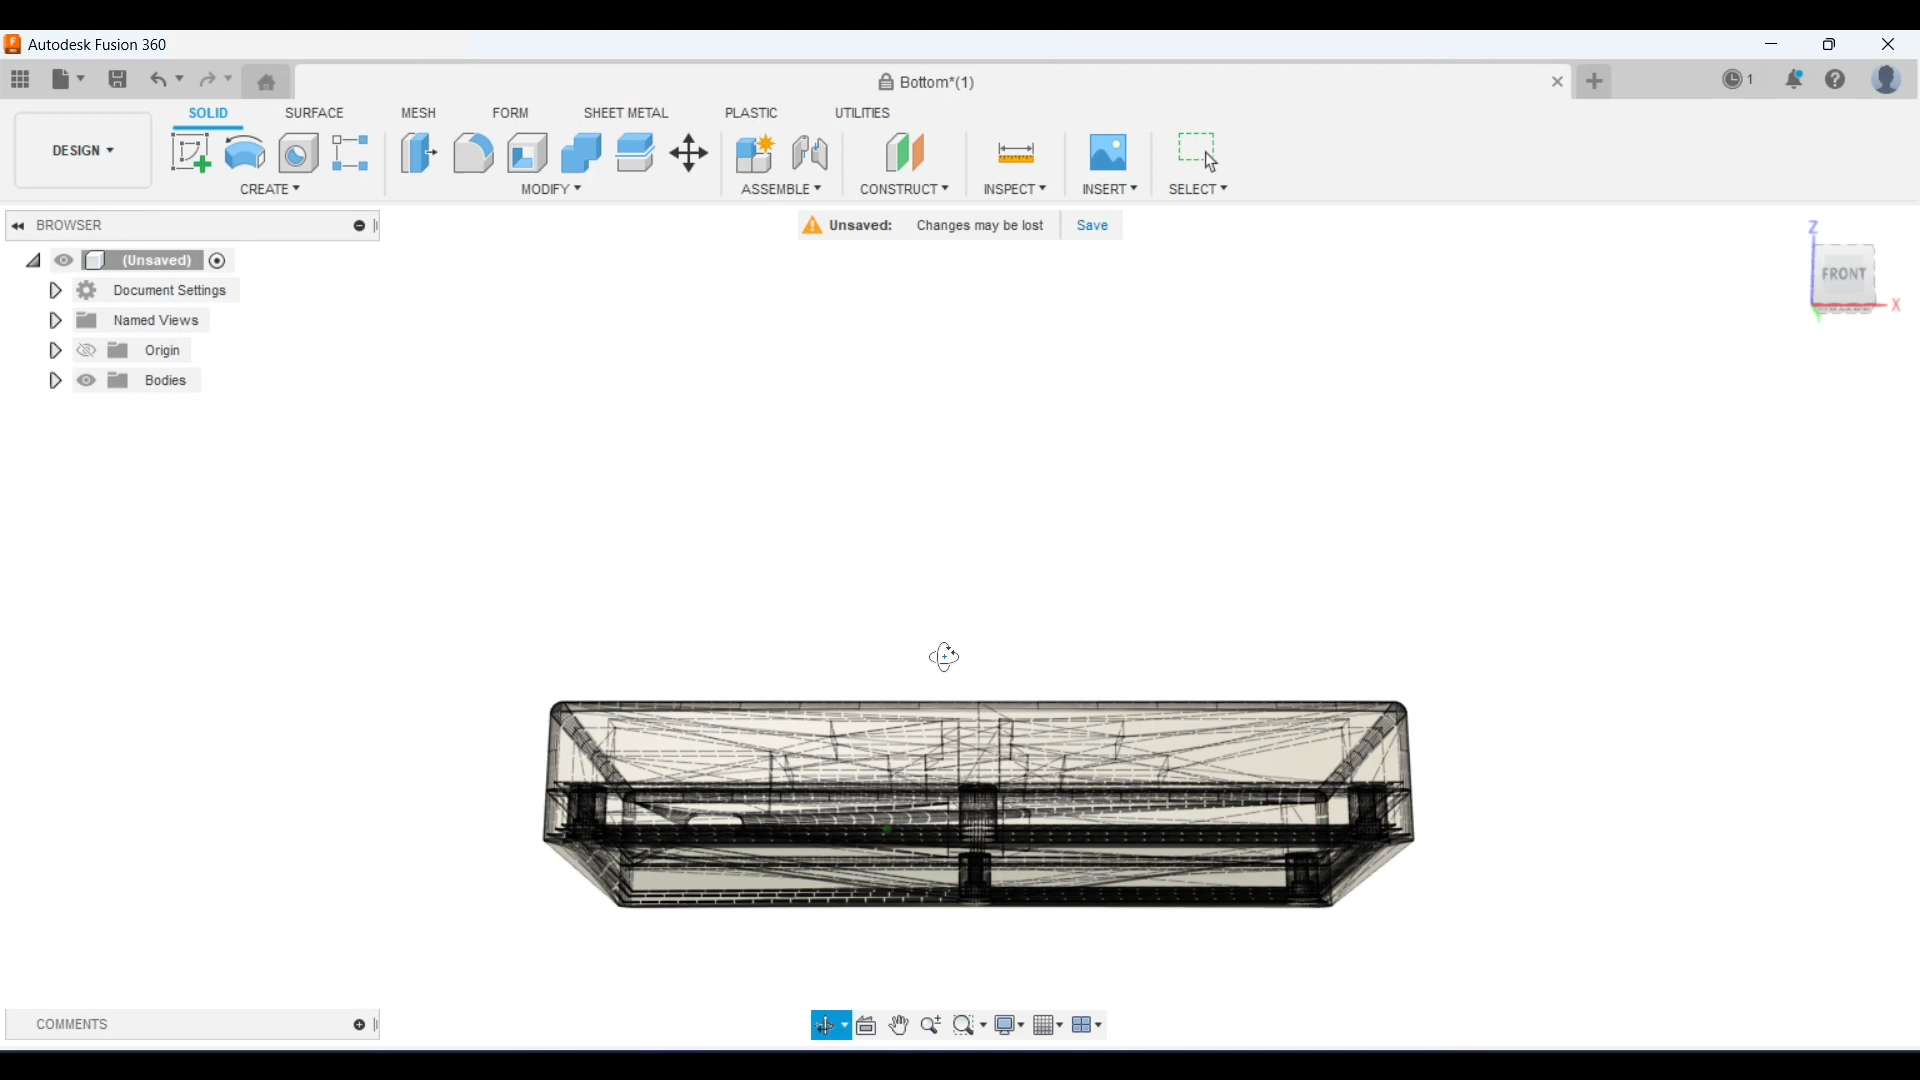 Autodesk Fusion 360
Bottom*(1)
1
SOLID SURFACE MESH FORM SHEET METAL PLASTIC UTILITIES
DESIGN
CREATE MODIFY ASSEMBLE CONSTRUCT INSPECT INSERT SELECT
BROWSER
Unsaved: Changes may be lost Save
(Unsaved)
Document Settings
Named Views
Origin
Bodies
Z
FRONT
X
COMMENTS